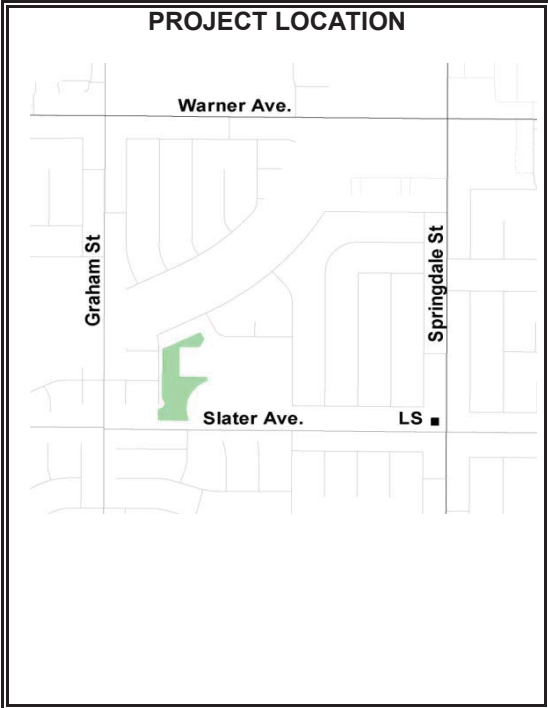 PROJECT LOCATION
Warner Ave.
Graham St
Springdale St
Slater Ave.
LS